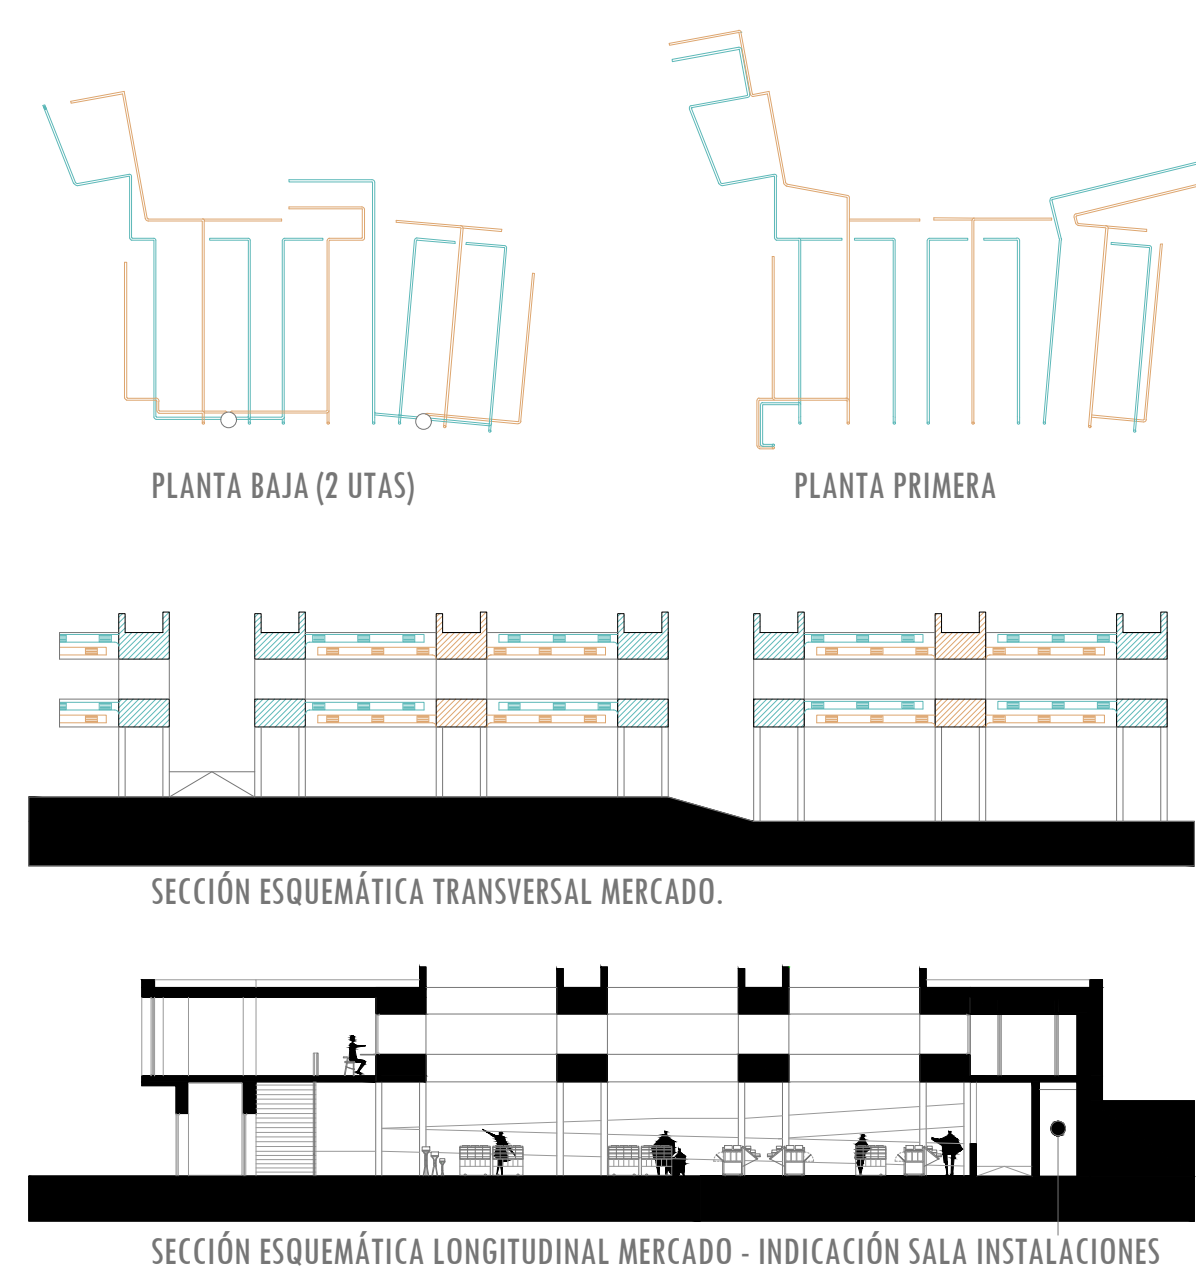 PLANTA BAJA (2 UTAS)
PLANTA PRIMERA
SECCIÓN ESQUEMÁTICA TRANSVERSAL MERCADO.
SECCIÓN ESQUEMÁTICA LONGITUDINAL MERCADO - INDICACIÓN SALA INSTALACIONES